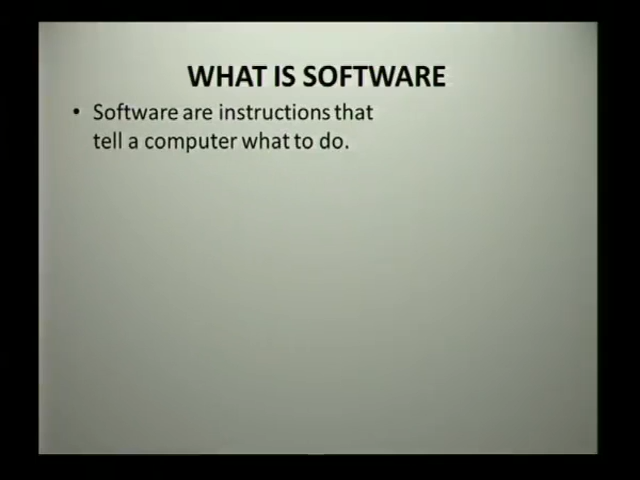 WHAT IS SOFTWARE
• Software are instructions that
tell a computer what to do.